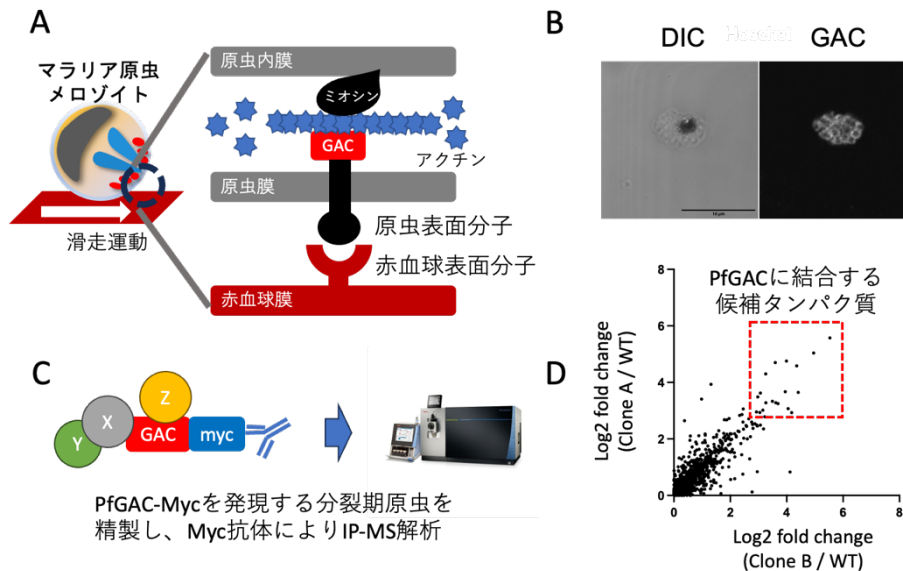 A
マラリア原虫
メロゾイト
滑走運動
原虫内膜
ミオシン
GAC
アクチン
原虫膜
原虫表面分子
赤血球表面分子
赤血球膜
B
DIC
Hoechst
GAC
10 μm
C
X
Y
Z
GAC
myc
PfGAC-Mycを発現する分裂期原虫を
精製し、Myc抗体によりIP-MS解析
D
PfGACに結合する
候補タンパク質
Log2 fold change
(Clone A / WT)
8
6
4
2
0
0
2
4
6
8
Log2 fold change
(Clone B / WT)